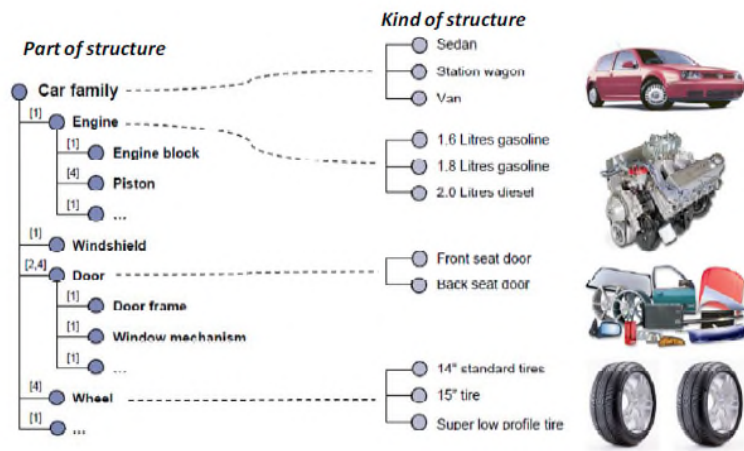 Kind of structure
Part of structure
Sedan
Station wagon
Van
Car family
[1]
Engine
[1]
Engine block
[4]
Piston
[1]
...
1.6 Litres gasoline
1.8 Litres gasoline
2.0 Litres diesel
[1]
Windshield
[2,4]
Door
[1]
Door frame
[1]
Window mechanism
[1]
...
Front seat door
Back seat door
[4]
Wheel
[1]
...
14" standard tires
15" tire
Super low profile tire